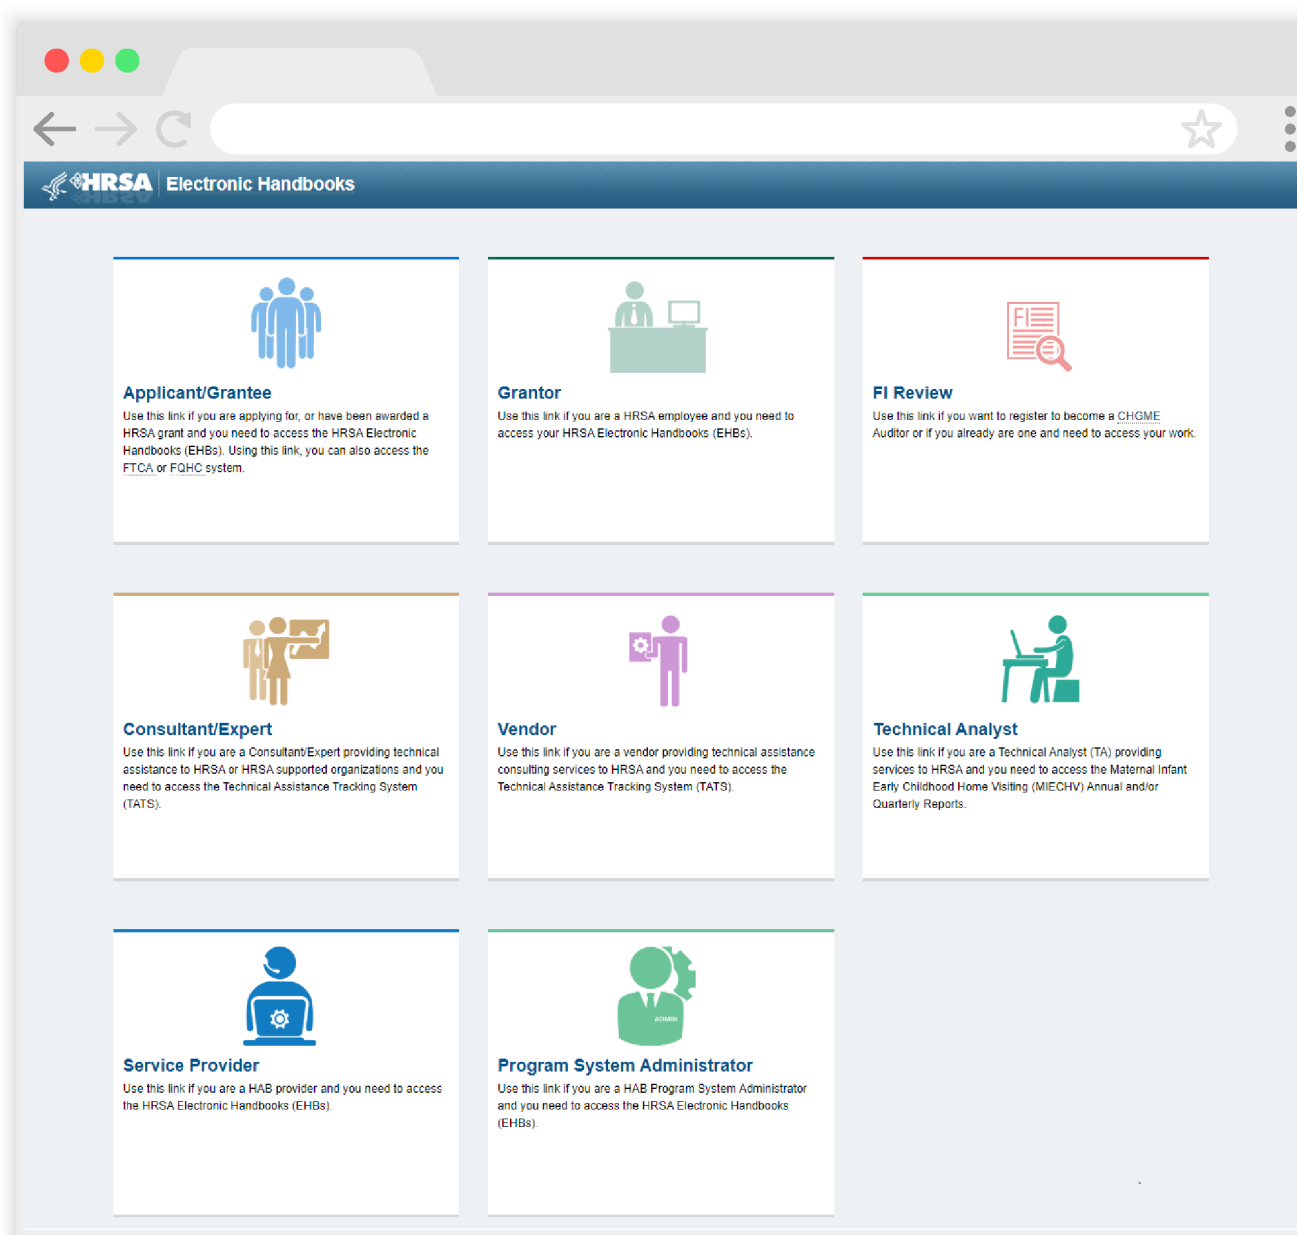 HRSA Electronic Handbooks
FI
Applicant/Grantee
Use this link if you are applying for, or have been awarded a
HRSA grant and you need to access the HRSA Electronic
Handbooks (EHBs). Using this link, you can also access the
FTCA or FQHC system.
Grantor
Use this link if you are a HRSA employee and you need to
access your HRSA Electronic Handbooks (EHBs).
FI Review
Use this link if you want to register to become a CHGME
Auditor or if you already are one and need to access your work.
Consultant/Expert
Use this link if you are a Consultant/Expert providing technical
assistance to HRSA or HRSA supported organizations and you
need to access the Technical Assistance Tracking System
(TATS).
Vendor
Use this link if you are a vendor providing technical assistance
consulting services to HRSA and you need to access the
Technical Assistance Tracking System (TATS).
Technical Analyst
Use this link if you are a Technical Analyst (TA) providing
services to HRSA and you need to access the Maternal Infant
Early Childhood Home Visiting (MIECHV) Annual and/or
Quarterly Reports.
ADMIN
Service Provider
Use this link if you are a HAB provider and you need to access
the HRSA Electronic Handbooks (EHBs).
Program System Administrator
Use this link if you are a HAB Program System Administrator
and you need to access the HRSA Electronic Handbooks
(EHBs).